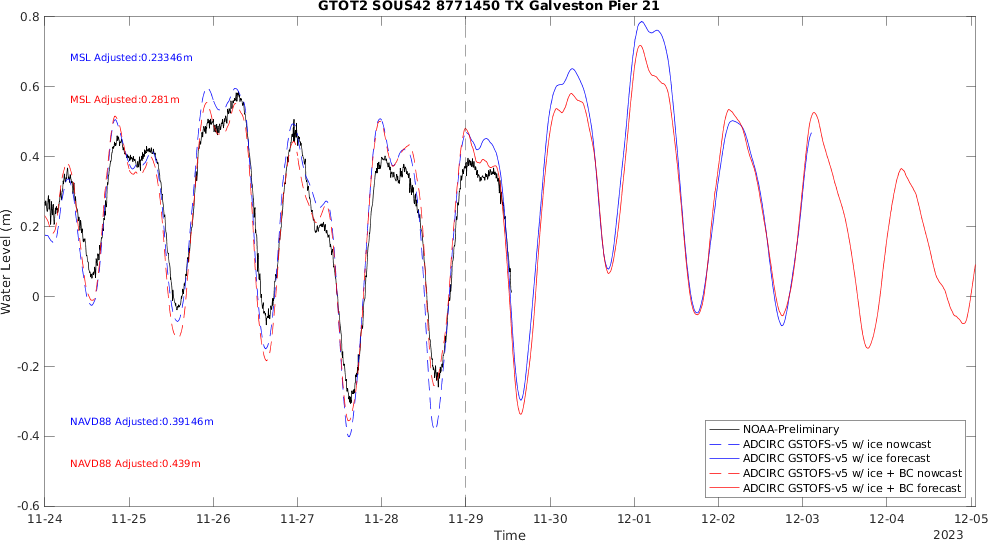 GTOT2 SOUS42 8771450 TX Galveston Pier 21
0.8
0.6
0.4
0.2
0
-0.2
-0.4
-0.6
Water Level (m)
MSL Adjusted:0.23346m
MSL Adjusted:0.281m
NAVD88 Adjusted:0.39146m
NAVD88 Adjusted:0.439m
NOAA-Preliminary
ADCIRC GSTOFS-v5 w/ ice nowcast
ADCIRC GSTOFS-v5 w/ ice forecast
ADCIRC GSTOFS-v5 w/ ice + BC nowcast
ADCIRC GSTOFS-v5 w/ ice + BC forecast
11-24 11-25 11-26 11-27 11-28 11-29 11-30 12-01 12-02 12-03 12-04 12-05
Time
2023